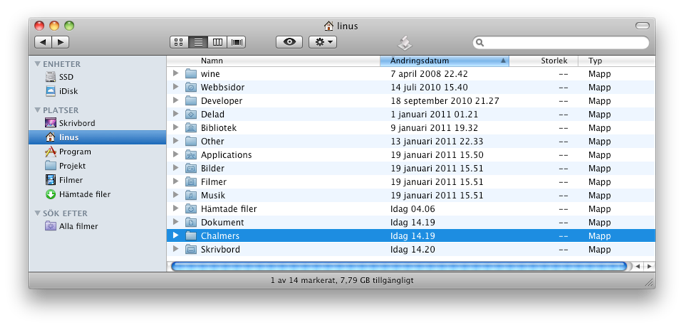 linus
ENHETER
SSD
iDisk
PLATSER
Skrivbord
linus
Program
Projekt
Filmer
Hämtade filer
SÖK EFTER
Alla filmer
Namn Ändringsdatum Storlek Typ
wine 7 april 2008 22.42 -- Mapp
Webbsidor 14 juli 2010 15.40 -- Mapp
Developer 18 september 2010 21.27 -- Mapp
Delad 1 januari 2011 01.21 -- Mapp
Bibliotek 9 januari 2011 19.32 -- Mapp
Other 13 januari 2011 22.33 -- Mapp
Applications 19 januari 2011 15.50 -- Mapp
Bilder 19 januari 2011 15.51 -- Mapp
Filmer 19 januari 2011 15.51 -- Mapp
Musik 19 januari 2011 15.51 -- Mapp
Hämtade filer Idag 04.06 -- Mapp
Dokument Idag 14.19 -- Mapp
Chalmers Idag 14.19 -- Mapp
Skrivbord Idag 14.20 -- Mapp
1 av 14 markerat, 7,79 GB tillgängligt